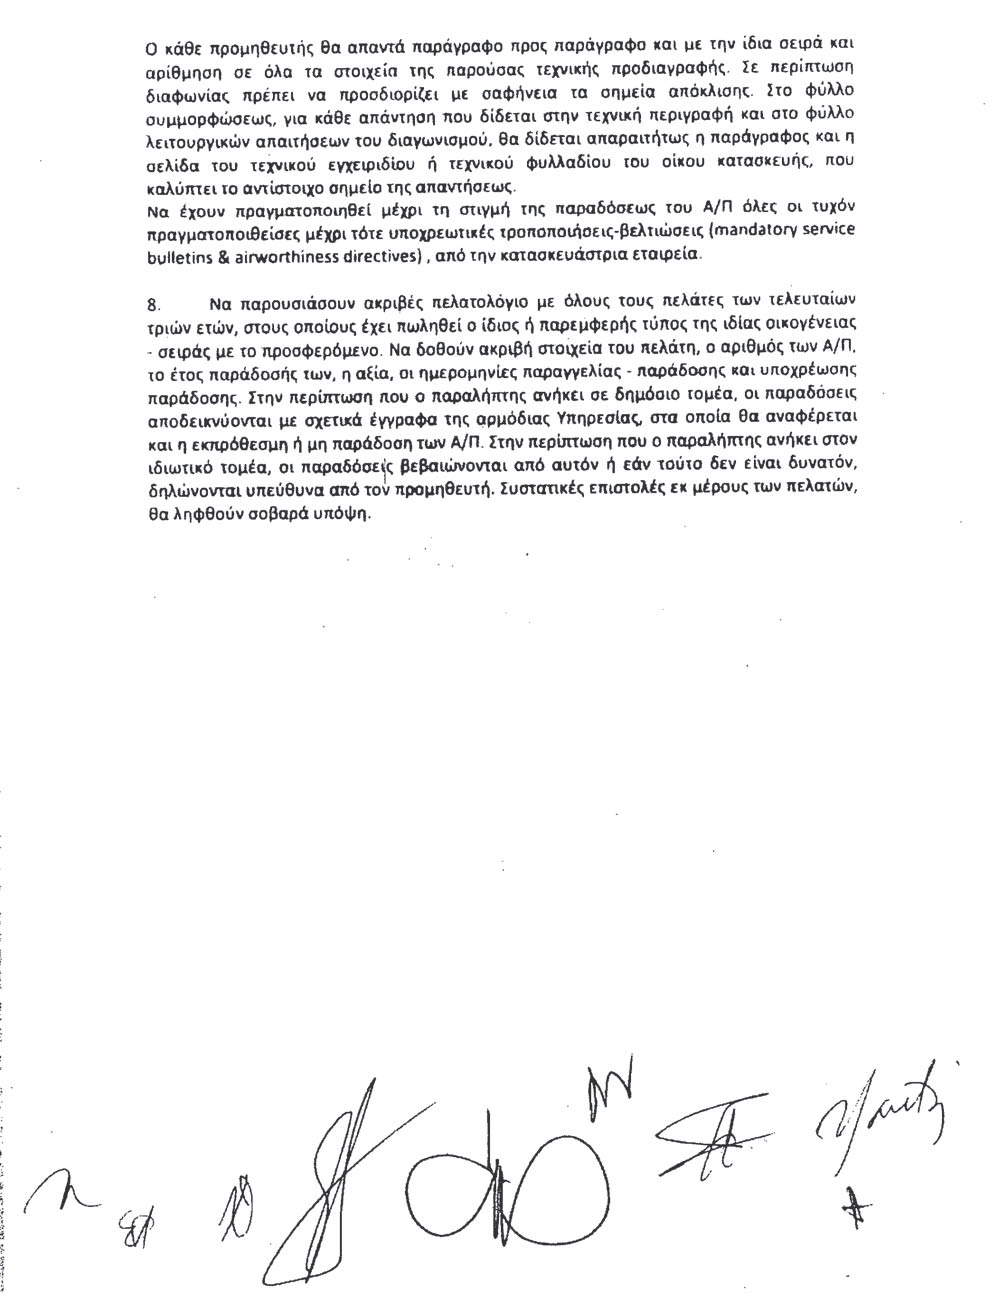 Ο κάθε προμηθευτής θα απαντά παράγραφο προς παράγραφο και με την ίδια σειρά και
αρίθμηση σε όλα τα στοιχεία της παρούσας τεχνικής προδιαγραφής. Σε περίπτωση
διαφωνίας πρέπει να προσδιορίζει με σαφήνεια τα σημεία απόκλισης. Στο φύλλο
συμμορφώσεως, για κάθε απάντηση που δίδεται στην τεχνική περιγραφή και στο φύλλο
λειτουργικών απαιτήσεων του διαγωνισμού, θα δίδεται απαραιτήτως η παράγραφος και η
σελίδα του τεχνικού εγχειριδίου ή τεχνικού φυλλαδίου του οίκου κατασκευής, που
καλύπτει το αντίστοιχο σημείο της απαντήσεως.
Να έχουν πραγματοποιηθεί μέχρι τη στιγμή της παραδόσεως του Α/Π όλες οι τυχόν
πραγματοποιθείσες μέχρι τότε υποχρεωτικές τροποποιήσεις-βελτιώσεις (mandatory service
bulletins & airworthiness directives) , από την κατασκευάστρια εταιρεία.
8. Να παρουσιάσουν ακριβές πελατολόγιο με όλους τους πελάτες των τελευταίων
τριών ετών, στους οποίους έχει πωληθεί ο ίδιος ή παρεμφερής τύπος της ιδίας οικογένειας
- σειράς με το προσφερόμενο. Να δοθούν ακριβή στοιχεία του πελάτη, ο αριθμός των Α/Π,
το έτος παράδοσής των, η αξία, οι ημερομηνίες παραγγελίας - παράδοσης και υποχρέωσης
παράδοσης. Στην περίπτωση που ο παραλήπτης ανήκει σε δημόσιο τομέα, οι παραδόσεις
αποδεικνύονται με σχετικά έγγραφα της αρμόδιας Υπηρεσίας, στα οποία θα αναφέρεται
και η εκπρόθεσμη ή μη παράδοση των Α/Π. Στην περίπτωση που ο παραλήπτης ανήκει στον
ιδιωτικό τομέα, οι παραδόσεις βεβαιώνονται από αυτόν ή εάν τούτο δεν είναι δυνατόν,
δηλώνονται υπεύθυνα από τον προμηθευτή. Συστατικές επιστολές εκ μέρους των πελατών,
θα ληφθούν σοβαρά υπόψη.